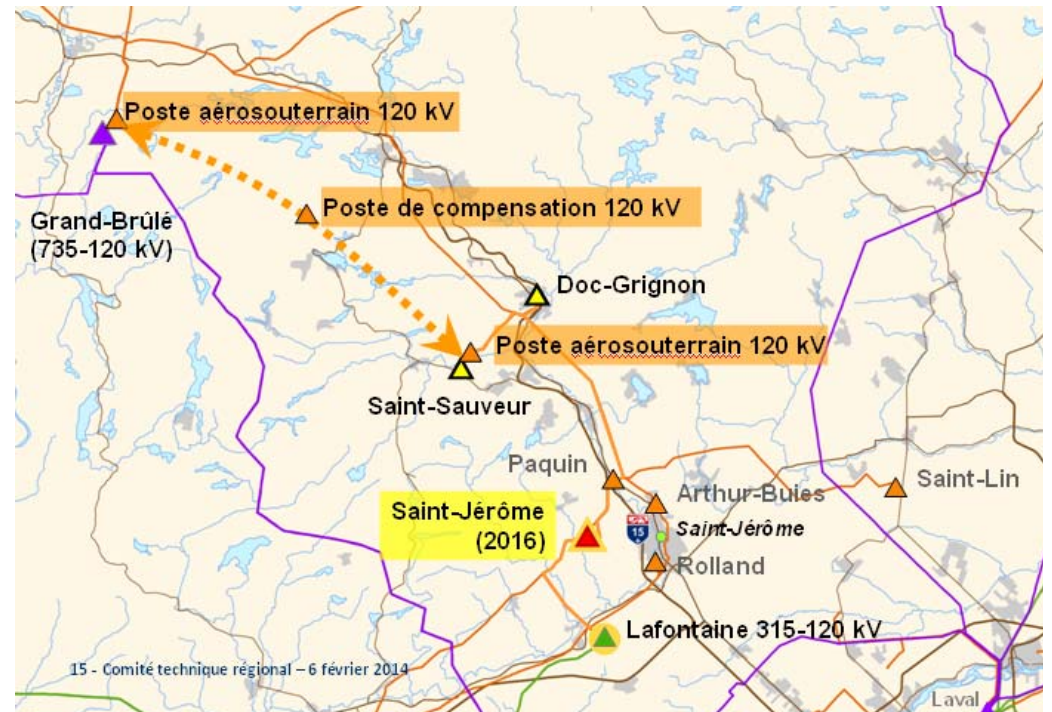 Poste aérosouterrain 120 kV
Grand-Brûlé
(735-120 kV)
Poste de compensation 120 kV
Doc-Grignon
Poste aérosouterrain 120 kV
Saint-Sauveur
Paquin
Saint-Lin
Arthur-Buies
Saint-Jérôme
(2016)
15
Saint-Jérôme
Rolland
Lafontaine 315-120 kV
15 - Comité technique régional – 6 février 2014
Laval